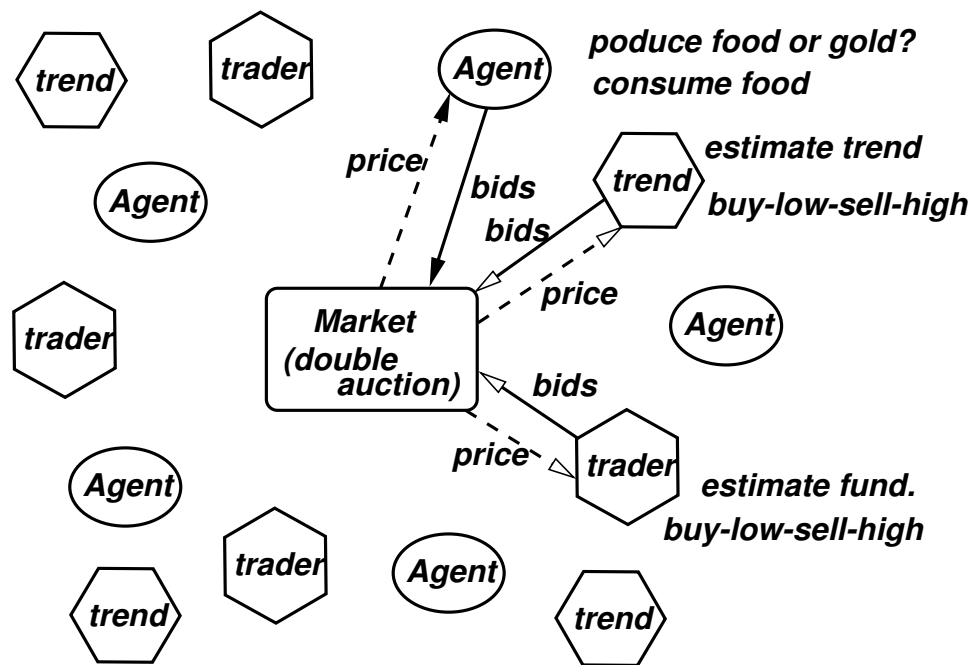 trend
trader
Agent
poduce food or gold?
consume food
price
bids
trend
estimate trend
buy-low-sell-high
Agent
bids
price
trader
Market
(double
auction)
Agent
bids
price
trader
estimate fund.
buy-low-sell-high
Agent
trader
Agent
trend
trend